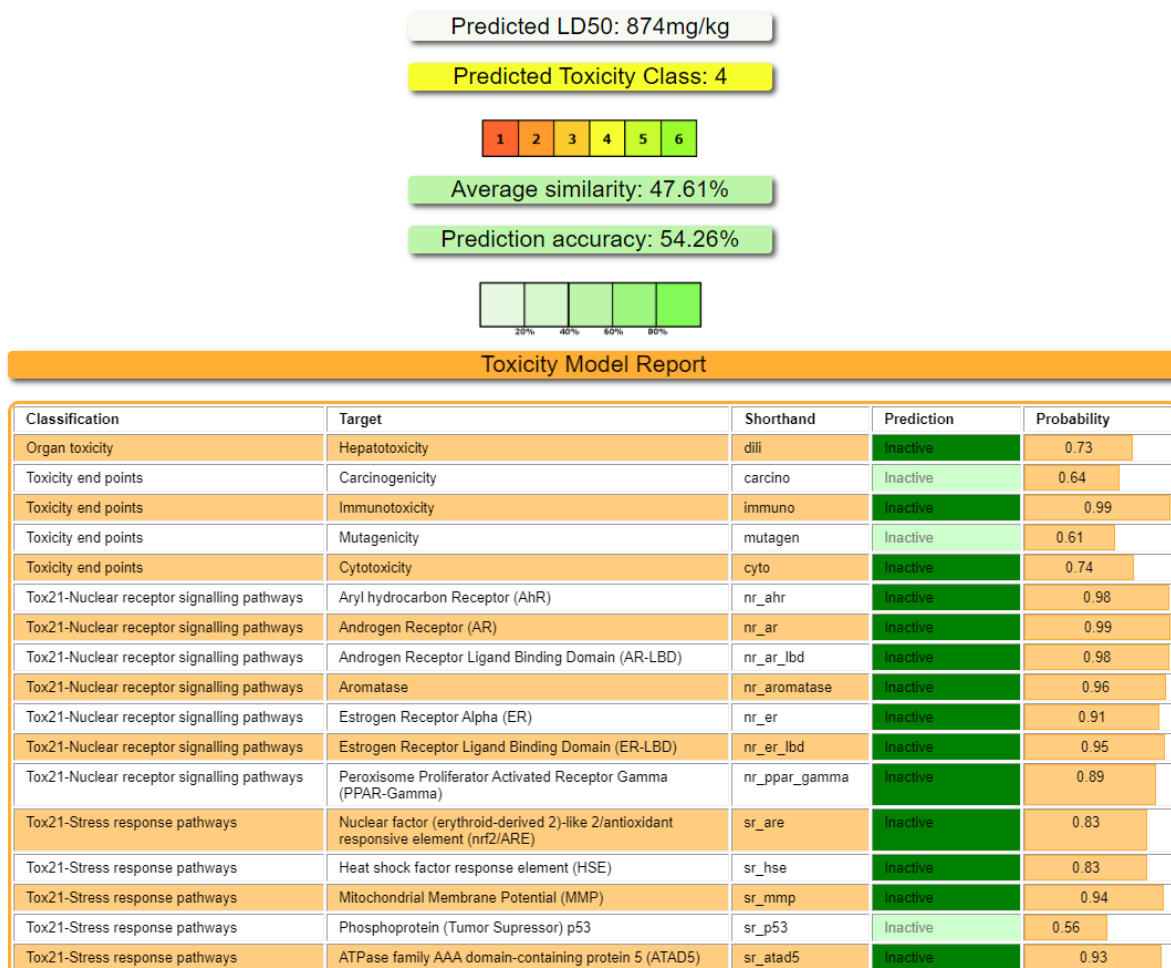 Predicted LD50: 874mg/kg
Predicted Toxicity Class: 4
1 2 3 4 5 6
Average similarity: 47.61%
Prediction accuracy: 54.26%
20% 40% 60% 80%
Toxicity Model Report
Classification Target Shorthand Prediction Probability
Organ toxicity Hepatotoxicity dili Inactive 0.73
Toxicity end points Carcinogenicity carcino Inactive 0.64
Toxicity end points Immunotoxicity immuno Inactive 0.99
Toxicity end points Mutagenicity mutagen Inactive 0.61
Toxicity end points Cytotoxicity cyto Inactive 0.74
Tox21-Nuclear receptor signalling pathways Aryl hydrocarbon Receptor (AhR) nr_ahr Inactive 0.98
Tox21-Nuclear receptor signalling pathways Androgen Receptor (AR) nr_ar Inactive 0.99
Tox21-Nuclear receptor signalling pathways Androgen Receptor Ligand Binding Domain (AR-LBD) nr_ar_lbd Inactive 0.98
Tox21-Nuclear receptor signalling pathways Aromatase nr_aromatase Inactive 0.96
Tox21-Nuclear receptor signalling pathways Estrogen Receptor Alpha (ER) nr_er Inactive 0.91
Tox21-Nuclear receptor signalling pathways Estrogen Receptor Ligand Binding Domain (ER-LBD) nr_er_lbd Inactive 0.95
Tox21-Nuclear receptor signalling pathways Peroxisome Proliferator Activated Receptor Gamma nr_ppar_gamma Inactive 0.89
(PPAR-Gamma)
Tox21-Stress response pathways Nuclear factor (erythroid-derived 2)-like 2/antioxidant sr_are Inactive 0.83
responsive element (nrf2/ARE)
Tox21-Stress response pathways Heat shock factor response element (HSE) sr_hse Inactive 0.83
Tox21-Stress response pathways Mitochondrial Membrane Potential (MMP) sr_mmp Inactive 0.94
Tox21-Stress response pathways Phosphoprotein (Tumor Supressor) p53 sr_p53 Inactive 0.56
Tox21-Stress response pathways ATPase family AAA domain-containing protein 5 (ATAD5) sr_atad5 Inactive 0.93